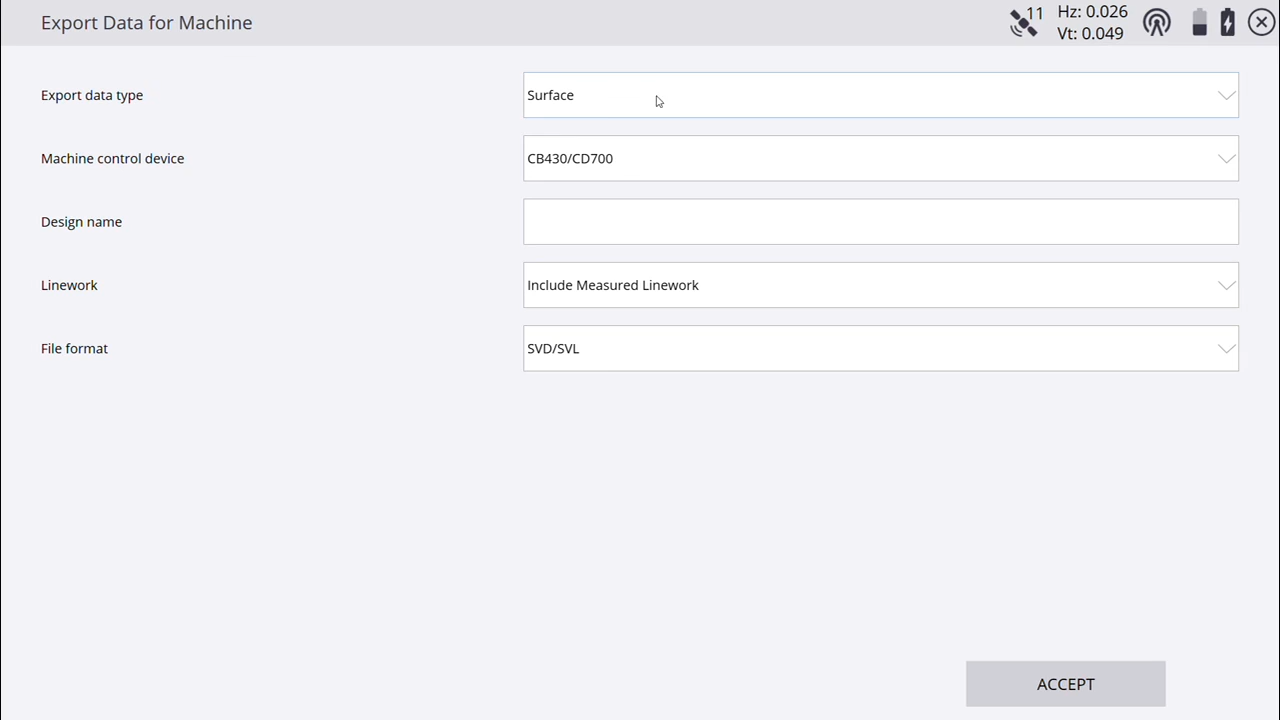 Export Data for Machine
11
Hz: 0.026
Vt: 0.049
Export data type
Surface
Machine control device
CB430/CD700
Design name
Linework
Include Measured Linework
File format
SVD/SVL
ACCEPT